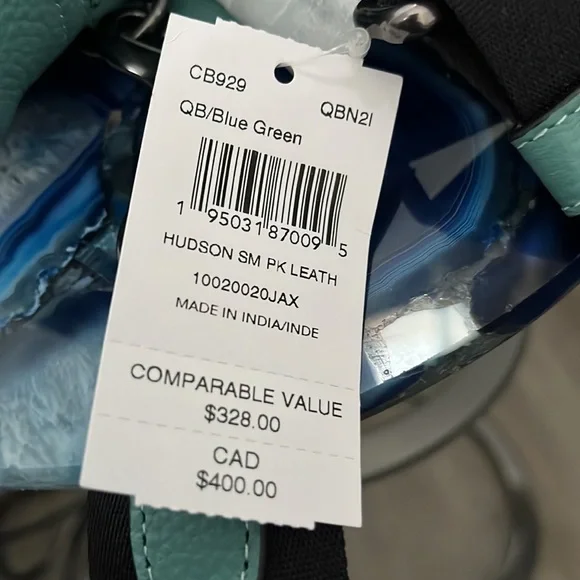 CB929
QBN2I
QB/Blue Green
1 95031 87009 5
HUDSON SM PK LEATH
10020020JAX
MADE IN INDIA/INDE
COMPARABLE VALUE
$328.00
CAD
$400.00